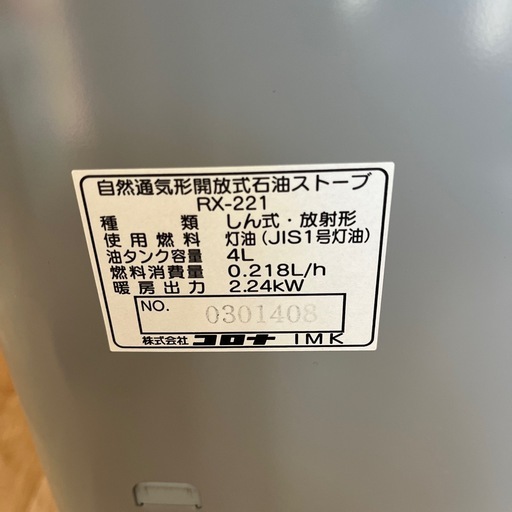 自然通気形開放式石油ストーブ
RX-221
種類 しん式・放射形
使用燃料 灯油(JIS1号灯油)
油タンク容量 4L
燃料消費量 0.218L/h
暖房出力 2.24kW
NO. 0301408
株式会社 コロナ IMK